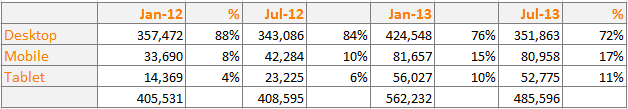 Jan-12 % Jul-12 % Jan-13 % Jul-13 %
Desktop 357,472 88% 343,086 84% 424,548 76% 351,863 72%
Mobile 33,690 8% 42,284 10% 81,657 15% 80,958 17%
Tablet 14,369 4% 23,225 6% 56,027 10% 52,775 11%
405,531 408,595 562,232 485,596